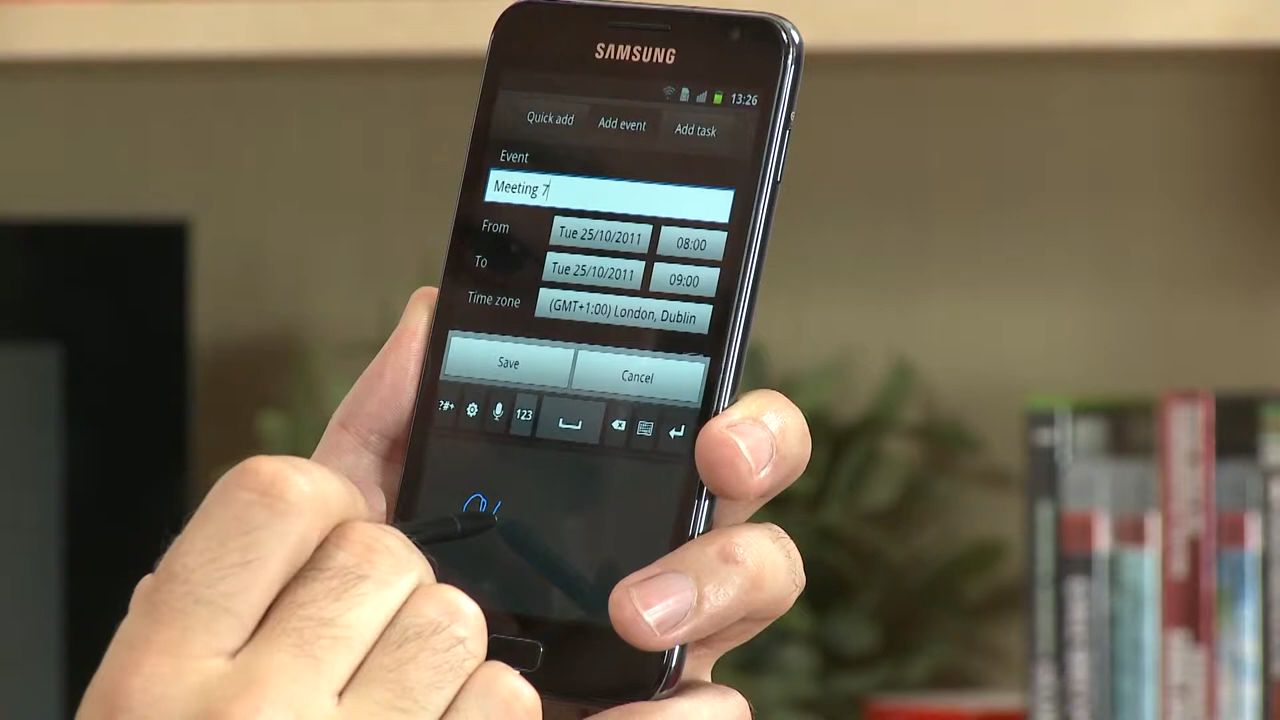 SAMSUNG
13:26
Quick add Add event Add task
Event
Meeting 7
From Tue 25/10/2011 08:00
To Tue 25/10/2011 09:00
Time zone (GMT+1:00) London, Dublin
Save Cancel
?#+ 123